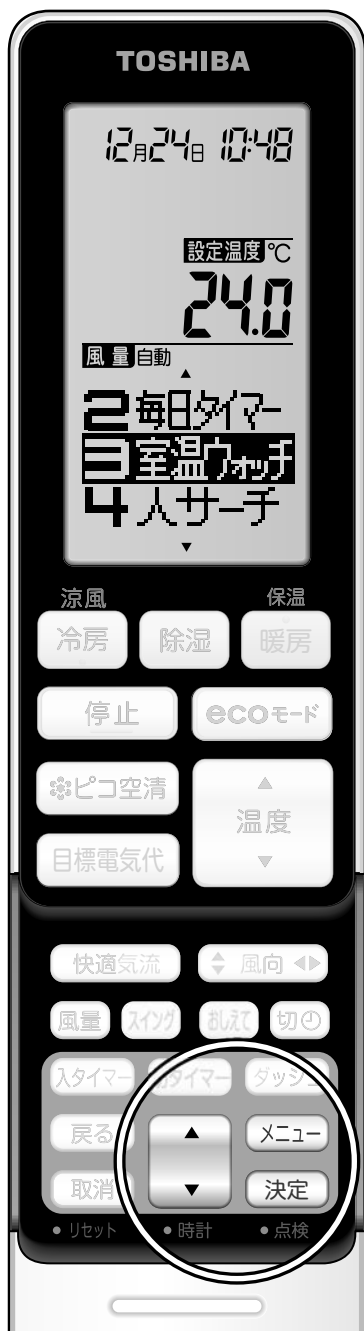 TOSHIBA
12月24日 10:48
設定温度 ℃
24.0
風量 自動
▲
2 毎日タイマー
3 室温ウォッチ
4 人サーチ
▼
涼風 保温
冷房 除湿 暖房
停止 ecoモード
ピコ空清 ▲
温度
目標電気代 ▼
快適気流 風向
風量 スイング おしえて 切
入タイマー 切タイマー ダッシュ
戻る ▲ メニュー
取消 ▼ 決定
• リセット • 時計 • 点検